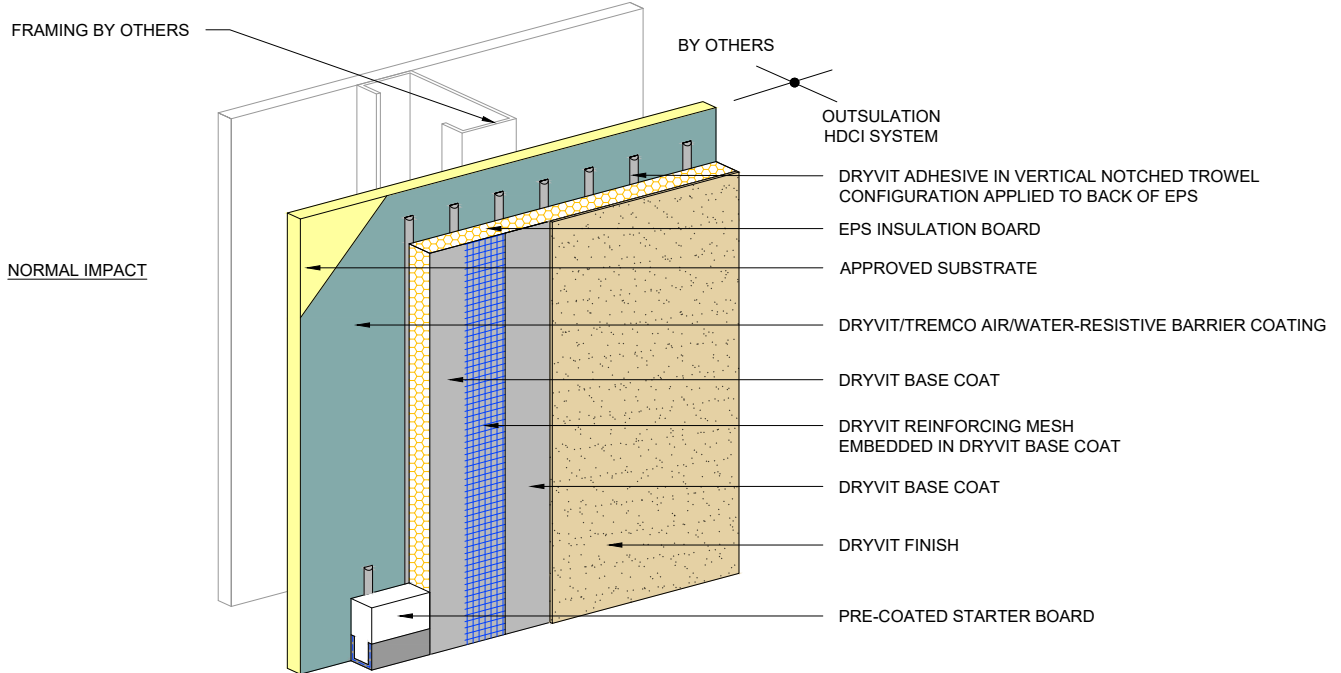 FRAMING BY OTHERS
BY OTHERS
OUTSULATION
HDCI SYSTEM
DRYVIT ADHESIVE IN VERTICAL NOTCHED TROWEL
CONFIGURATION APPLIED TO BACK OF EPS
EPS INSULATION BOARD
NORMAL IMPACT
APPROVED SUBSTRATE
DRYVIT/TREMCO AIR/WATER-RESISTIVE BARRIER COATING
DRYVIT BASE COAT
DRYVIT REINFORCING MESH
EMBEDDED IN DRYVIT BASE COAT
DRYVIT BASE COAT
DRYVIT FINISH
PRE-COATED STARTER BOARD